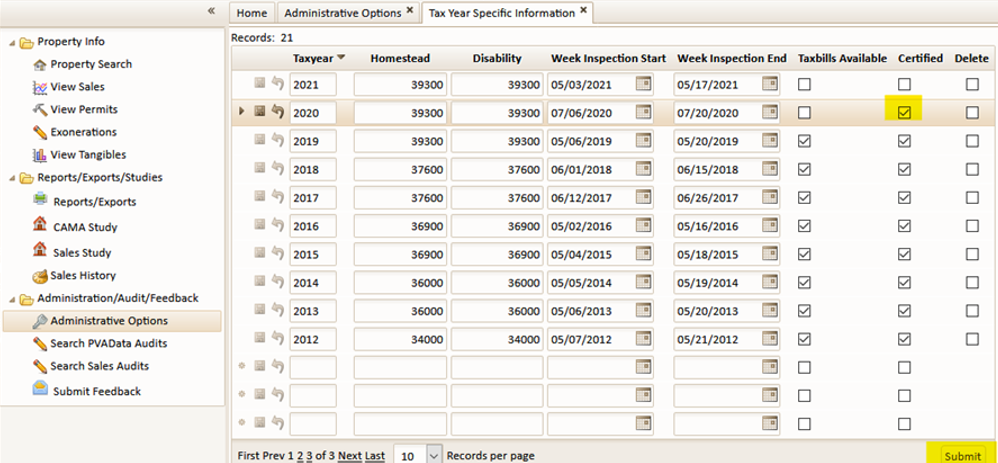 « Home Administrative Options × Tax Year Specific Information ×
Records: 21
Property Info
Property Search
View Sales
View Permits
Exonerations
View Tangibles
Reports/Exports/Studies
Reports/Exports
CAMA Study
Sales Study
Sales History
Administration/Audit/Feedback
Administrative Options
Search PVAData Audits
Search Sales Audits
Submit Feedback
Taxyear Homestead Disability Week Inspection Start Week Inspection End Taxbills Available Certified Delete
2021 39300 39300 05/03/2021 05/17/2021
2020 39300 39300 07/06/2020 07/20/2020
2019 39300 39300 05/06/2019 05/20/2019
2018 37600 37600 06/01/2018 06/15/2018
2017 37600 37600 06/12/2017 06/26/2017
2016 36900 36900 05/02/2016 05/16/2016
2015 36900 36900 05/04/2015 05/18/2015
2014 36000 36000 05/05/2014 05/19/2014
2013 36000 36000 05/06/2013 05/20/2013
2012 34000 34000 05/07/2012 05/21/2012
First Prev 1 2 3 of 3 Next Last 10 Records per page Submit